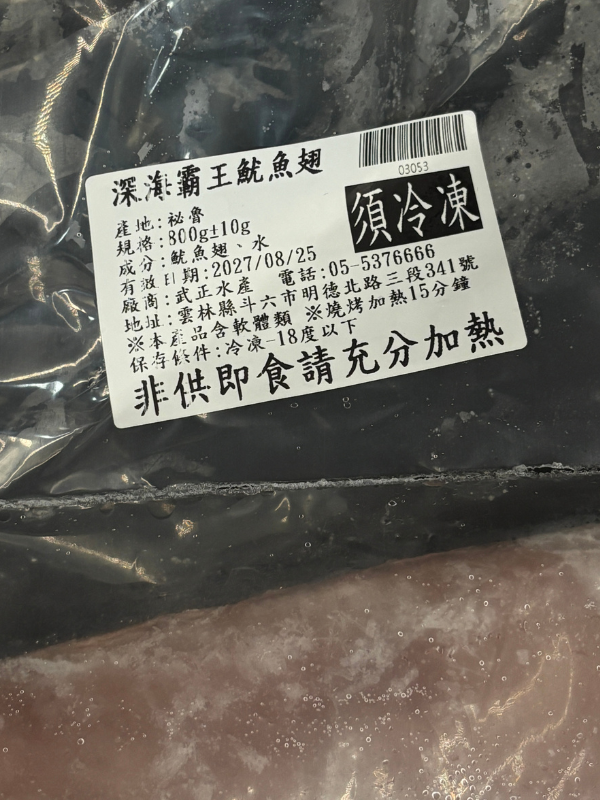 深海霸王魷魚翅
03053
須冷凍
產地:祕魯
規格:800g±10g
成分:魷魚翅、水
有效日期:2027/08/25
廠商:武正水產 電話:05-5376666
地址:雲林縣斗六市明德北路三段341號
※本產品含軟體類 ※燒烤加熱15分鐘
保存條件:冷凍-18度以下
非供即食請充分加熱